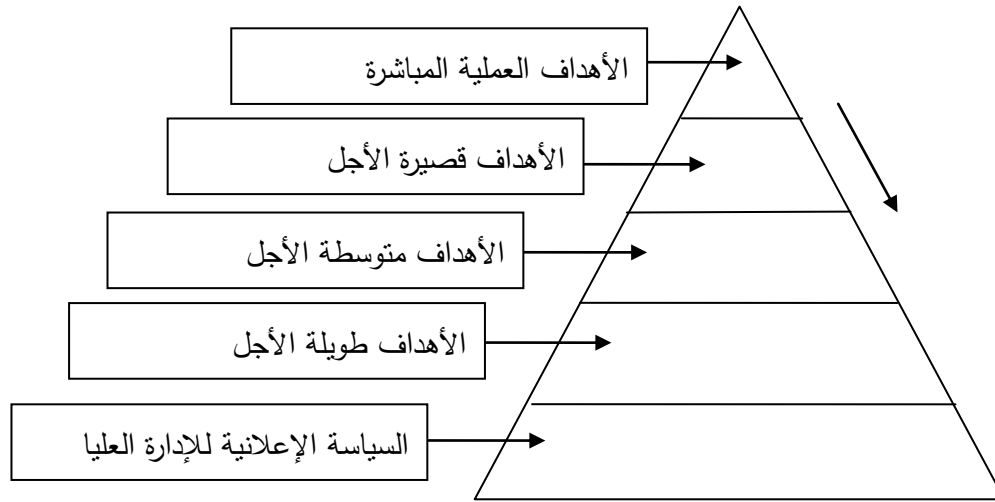 الأهداف العملية المباشرة
الأهداف قصيرة الأجل
الأهداف متوسطة الأجل
الأهداف طويلة الأجل
السياسة الإعلانية للإدارة العليا